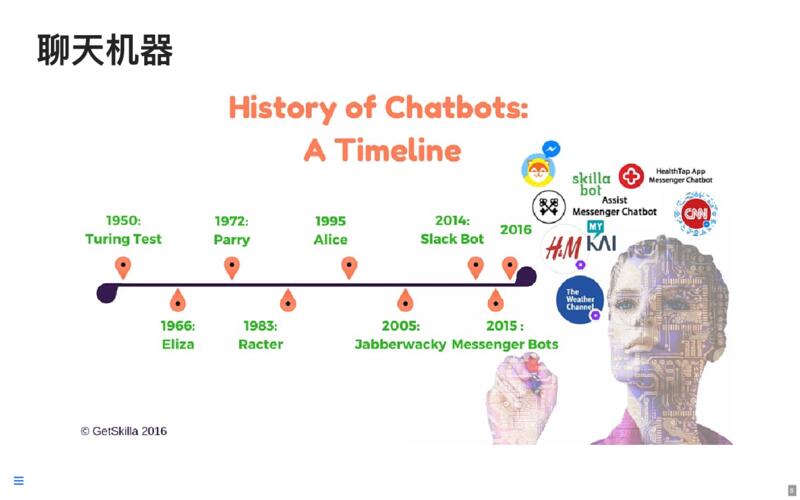 聊天机器
History of Chatbots:
A Timeline
1950:
Turing Test
1972:
Parry
1995
Alice
2014:
Slack Bot
2016
1966:
Eliza
1983:
Racter
2005:
Jabberwacky
2015 :
Messenger Bots
skilla
bot
HealthTap App
Messenger Chatbot
Assist
Messenger Chatbot
CNN
H&M
MY
KAI
The
Weather
Channel
© GetSkilla 2016